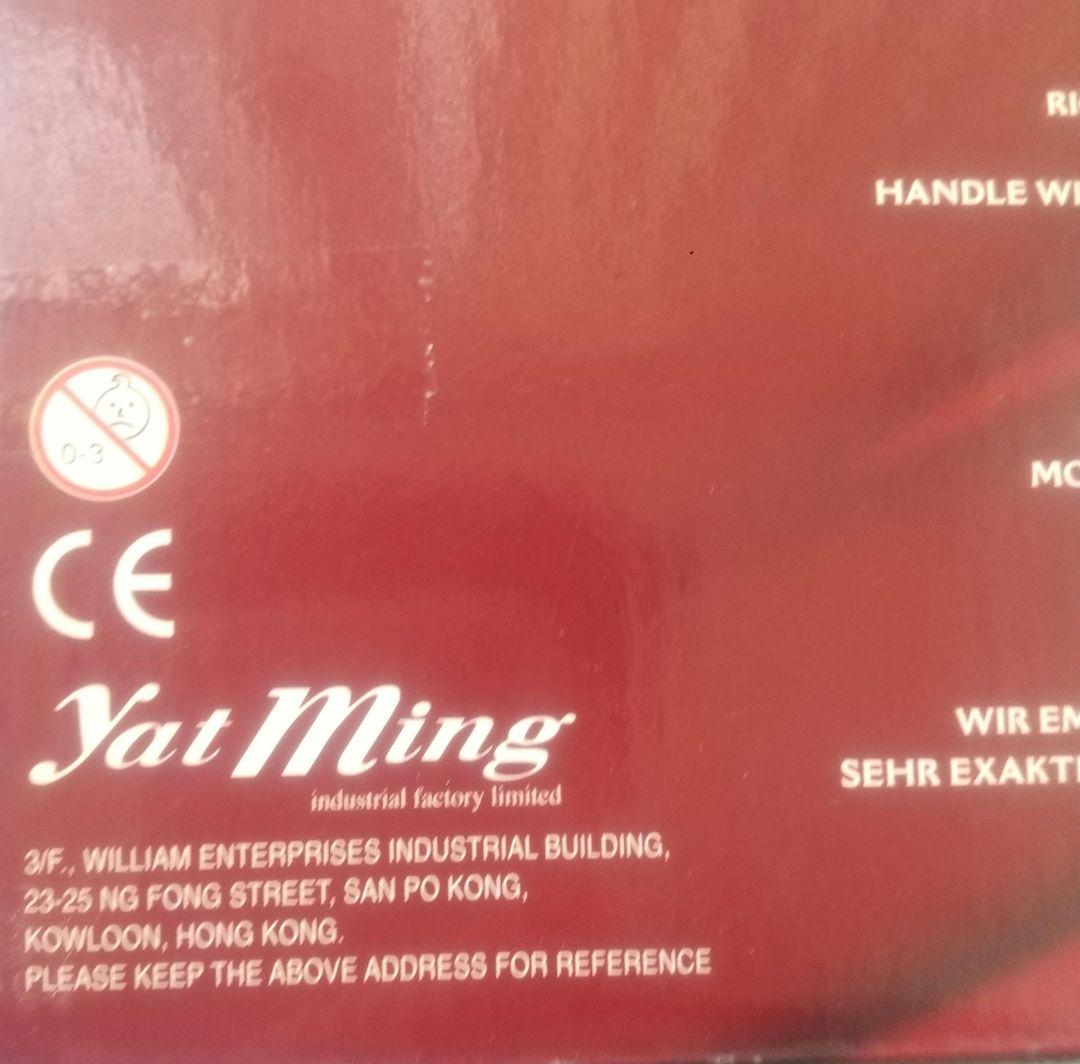 HANDLE
0-3
CE
Yat Ming
industrial factory limited
WIR
SEHR
3/F., WILLIAM ENTERPRISES INDUSTRIAL BUILDING,
23-25 NG FONG STREET, SAN PO KONG,
KOWLOON, HONG KONG.
PLEASE KEEP THE ABOVE ADDRESS FOR REFERENCE